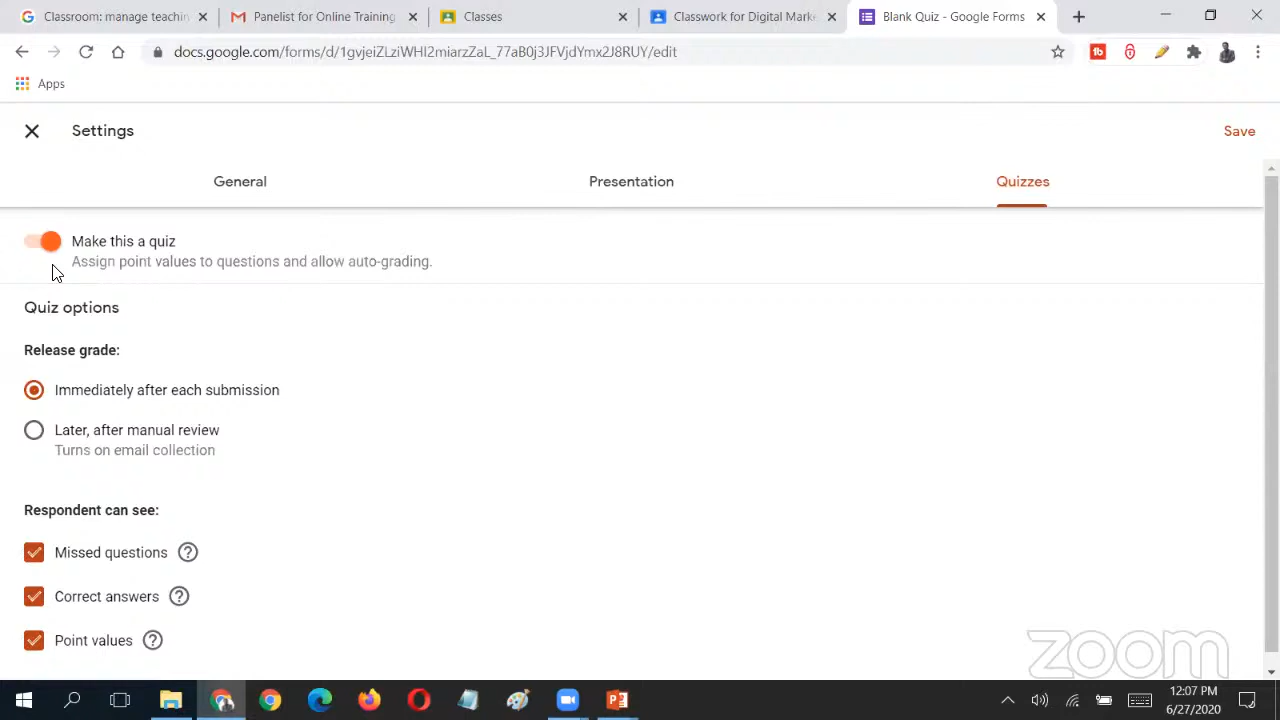 Classroom: manage teachi
Panelist for Online Training
Classes
Classwork for Digital Marke
Blank Quiz - Google Forms
docs.google.com/forms/d/1gvjeiZLziWHI2miarzZaL_77aB0j3JFVjdYmx2J8RUY/edit
Apps
Settings
Save
General
Presentation
Quizzes
Make this a quiz
Assign point values to questions and allow auto-grading.
Quiz options
Release grade:
Immediately after each submission
Later, after manual review
Turns on email collection
Respondent can see:
Missed questions
Correct answers
Point values
zoom
12:07 PM
6/27/2020